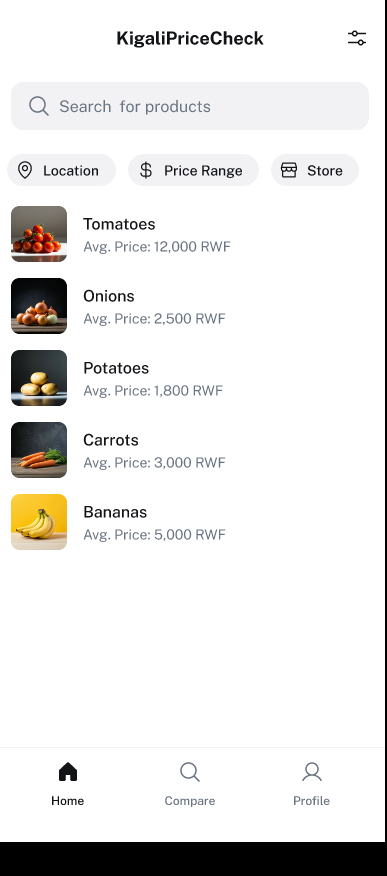 KigaliPriceCheck
Search for products
Location Price Range Store
Tomatoes
Avg. Price: 12,000 RWF
Onions
Avg. Price: 2,500 RWF
Potatoes
Avg. Price: 1,800 RWF
Carrots
Avg. Price: 3,000 RWF
Bananas
Avg. Price: 5,000 RWF
Home Compare Profile